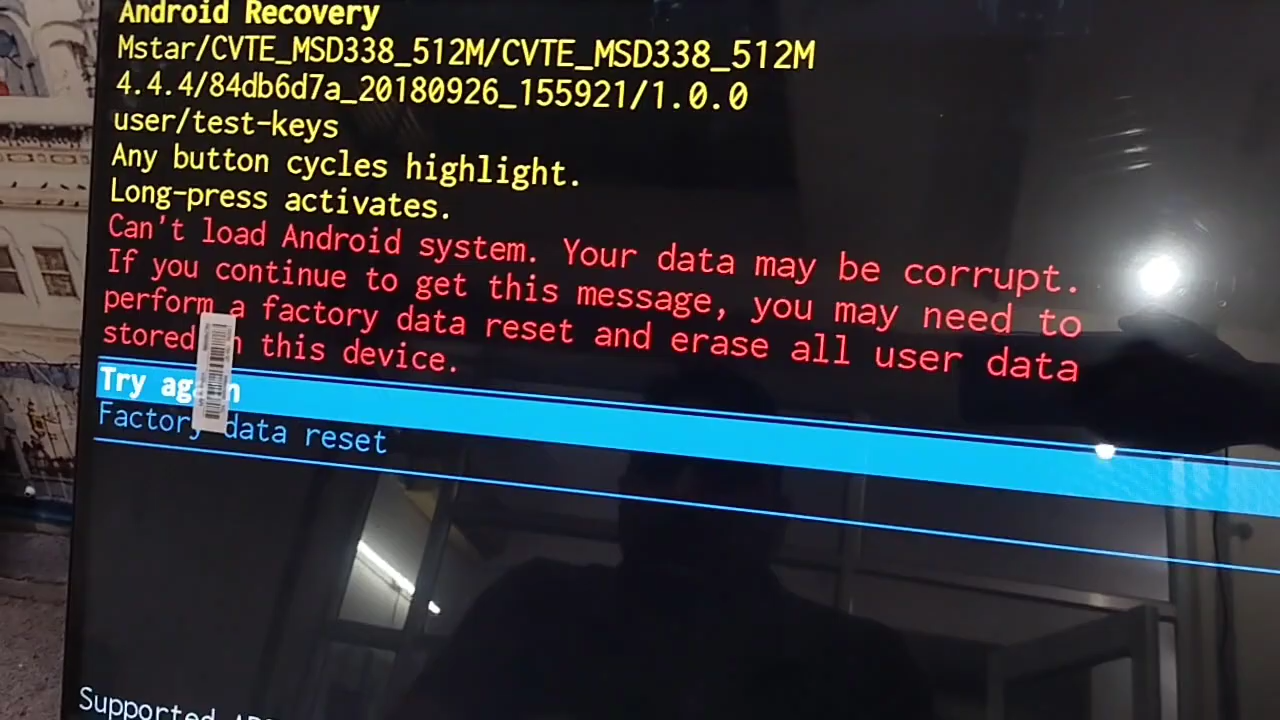 Android Recovery
Mstar/CVTE_MSD338_512M/CVTE_MSD338_512M
4.4.4/84db6d7a_20180926_155921/1.0.0
user/test-keys
Any button cycles highlight.
Long-press activates.
Can't load Android system. Your data may be corrupt.
If you continue to get this message, you may need to
perform a factory data reset and erase all user data
stored on this device.
Try again
Factory data reset
Supported